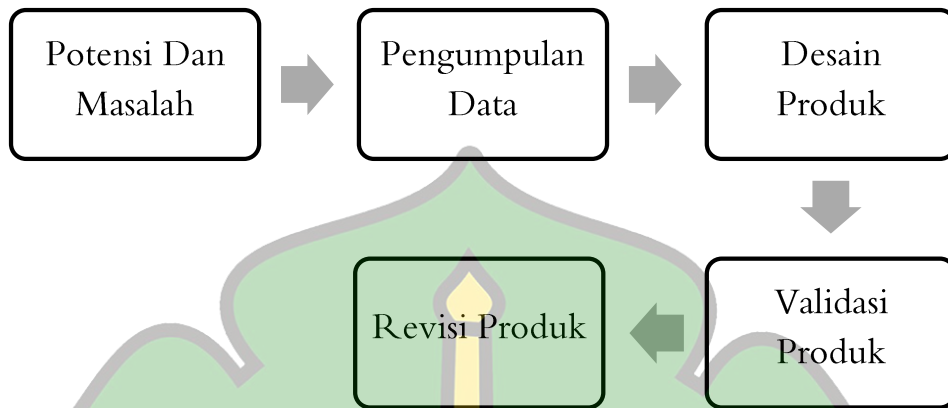 Potensi Dan
Masalah
Pengumpulan
Data
Desain
Produk
Validasi
Produk
Revisi Produk